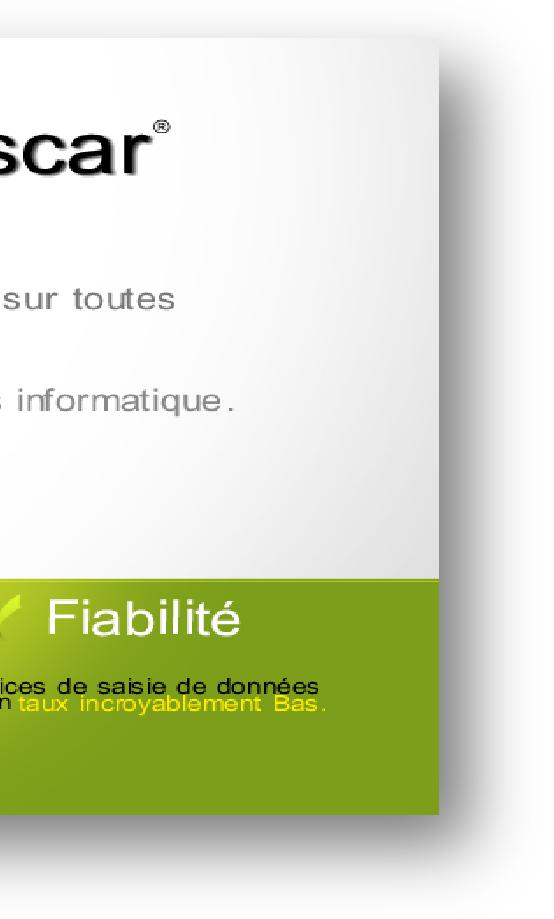 scar®
sur toutes
s informatique.
Fiabilité
ices de saisie de données
n taux incroyablement Bas.